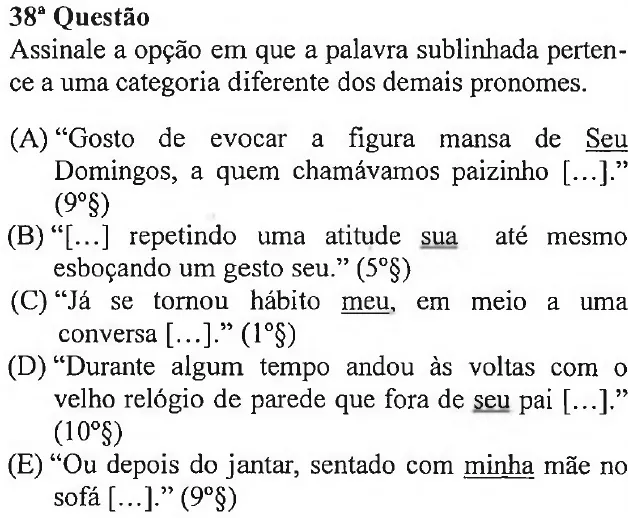 38ª Questão
Assinale a opção em que a palavra sublinhada perten-
ce a uma categoria diferente dos demais pronomes.
(A) “Gosto de evocar a figura mansa de Seu
Domingos, a quem chamávamos paizinho [...].”
(9º§)
(B) “[...] repetindo uma atitude sua até mesmo
esboçando um gesto seu.” (5º§)
(C) “Já se tornou hábito meu, em meio a uma
conversa [...].” (1º§)
(D) “Durante algum tempo andou às voltas com o
velho relógio de parede que fora de seu pai [...].”
(10º§)
(E) “Ou depois do jantar, sentado com minha mãe no
sofá [...].” (9º§)